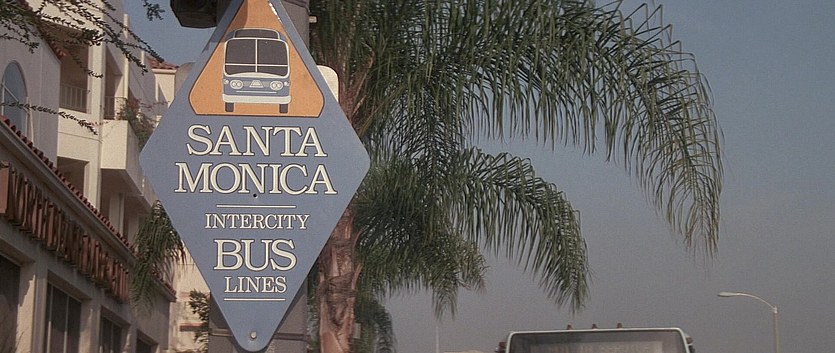 SANTA
MONICA
INTERCITY
BUS
LINES